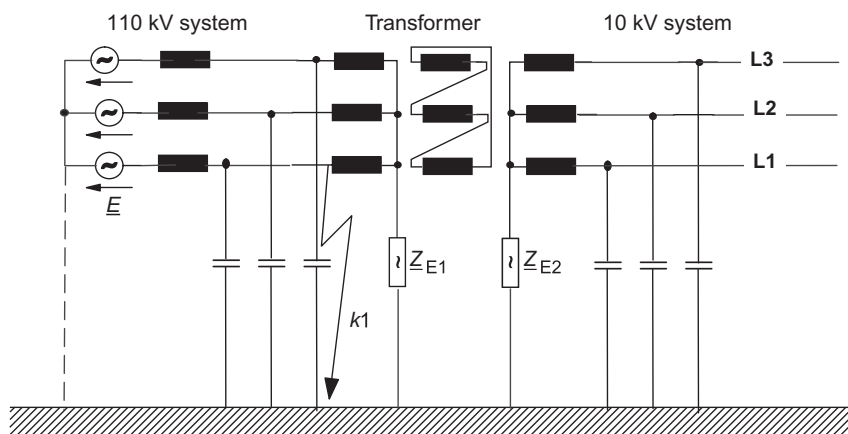 110 kV system
Transformer
10 kV system
L3
L2
L1
E
Z E1
Z E2
k1